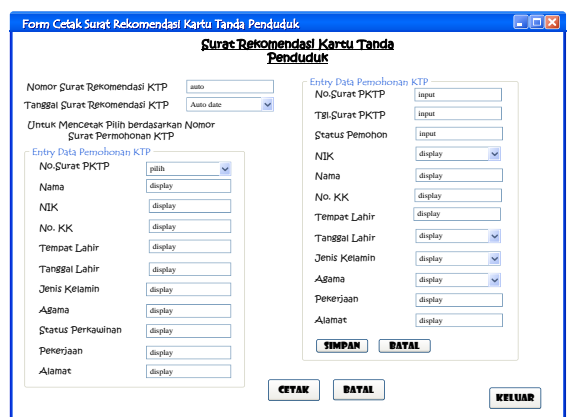 Form Cetak Surat Rekomendasi Kartu Tanda Penduduk
Surat Rekomendasi Kartu Tanda
Penduduk
Nomor Surat Rekomendasi KTP auto
Tanggal Surat Rekomendasi KTP Auto date
Untuk Mencetak Pilih berdasarkan Nomor
Surat Permohonan KTP
Entry Data Pemohonan KTP
No.Surat PKTP pilih
Nama display
NIK display
No. KK display
Tempat Lahir display
Tanggal Lahir display
Jenis Kelamin display
Agama display
Status Perkawinan display
Pekerjaan display
Alamat display
Entry Data Pemohonan KTP
No.Surat PKTP input
Tgl.Surat PKTP input
Status Pemohon input
NIK display
Nama display
No. KK display
Tempat Lahir display
Tanggal Lahir display
Jenis Kelamin display
Agama display
Pekerjaan display
Alamat display
SIMPAN BATAL
CETAK BATAL
KELUAR